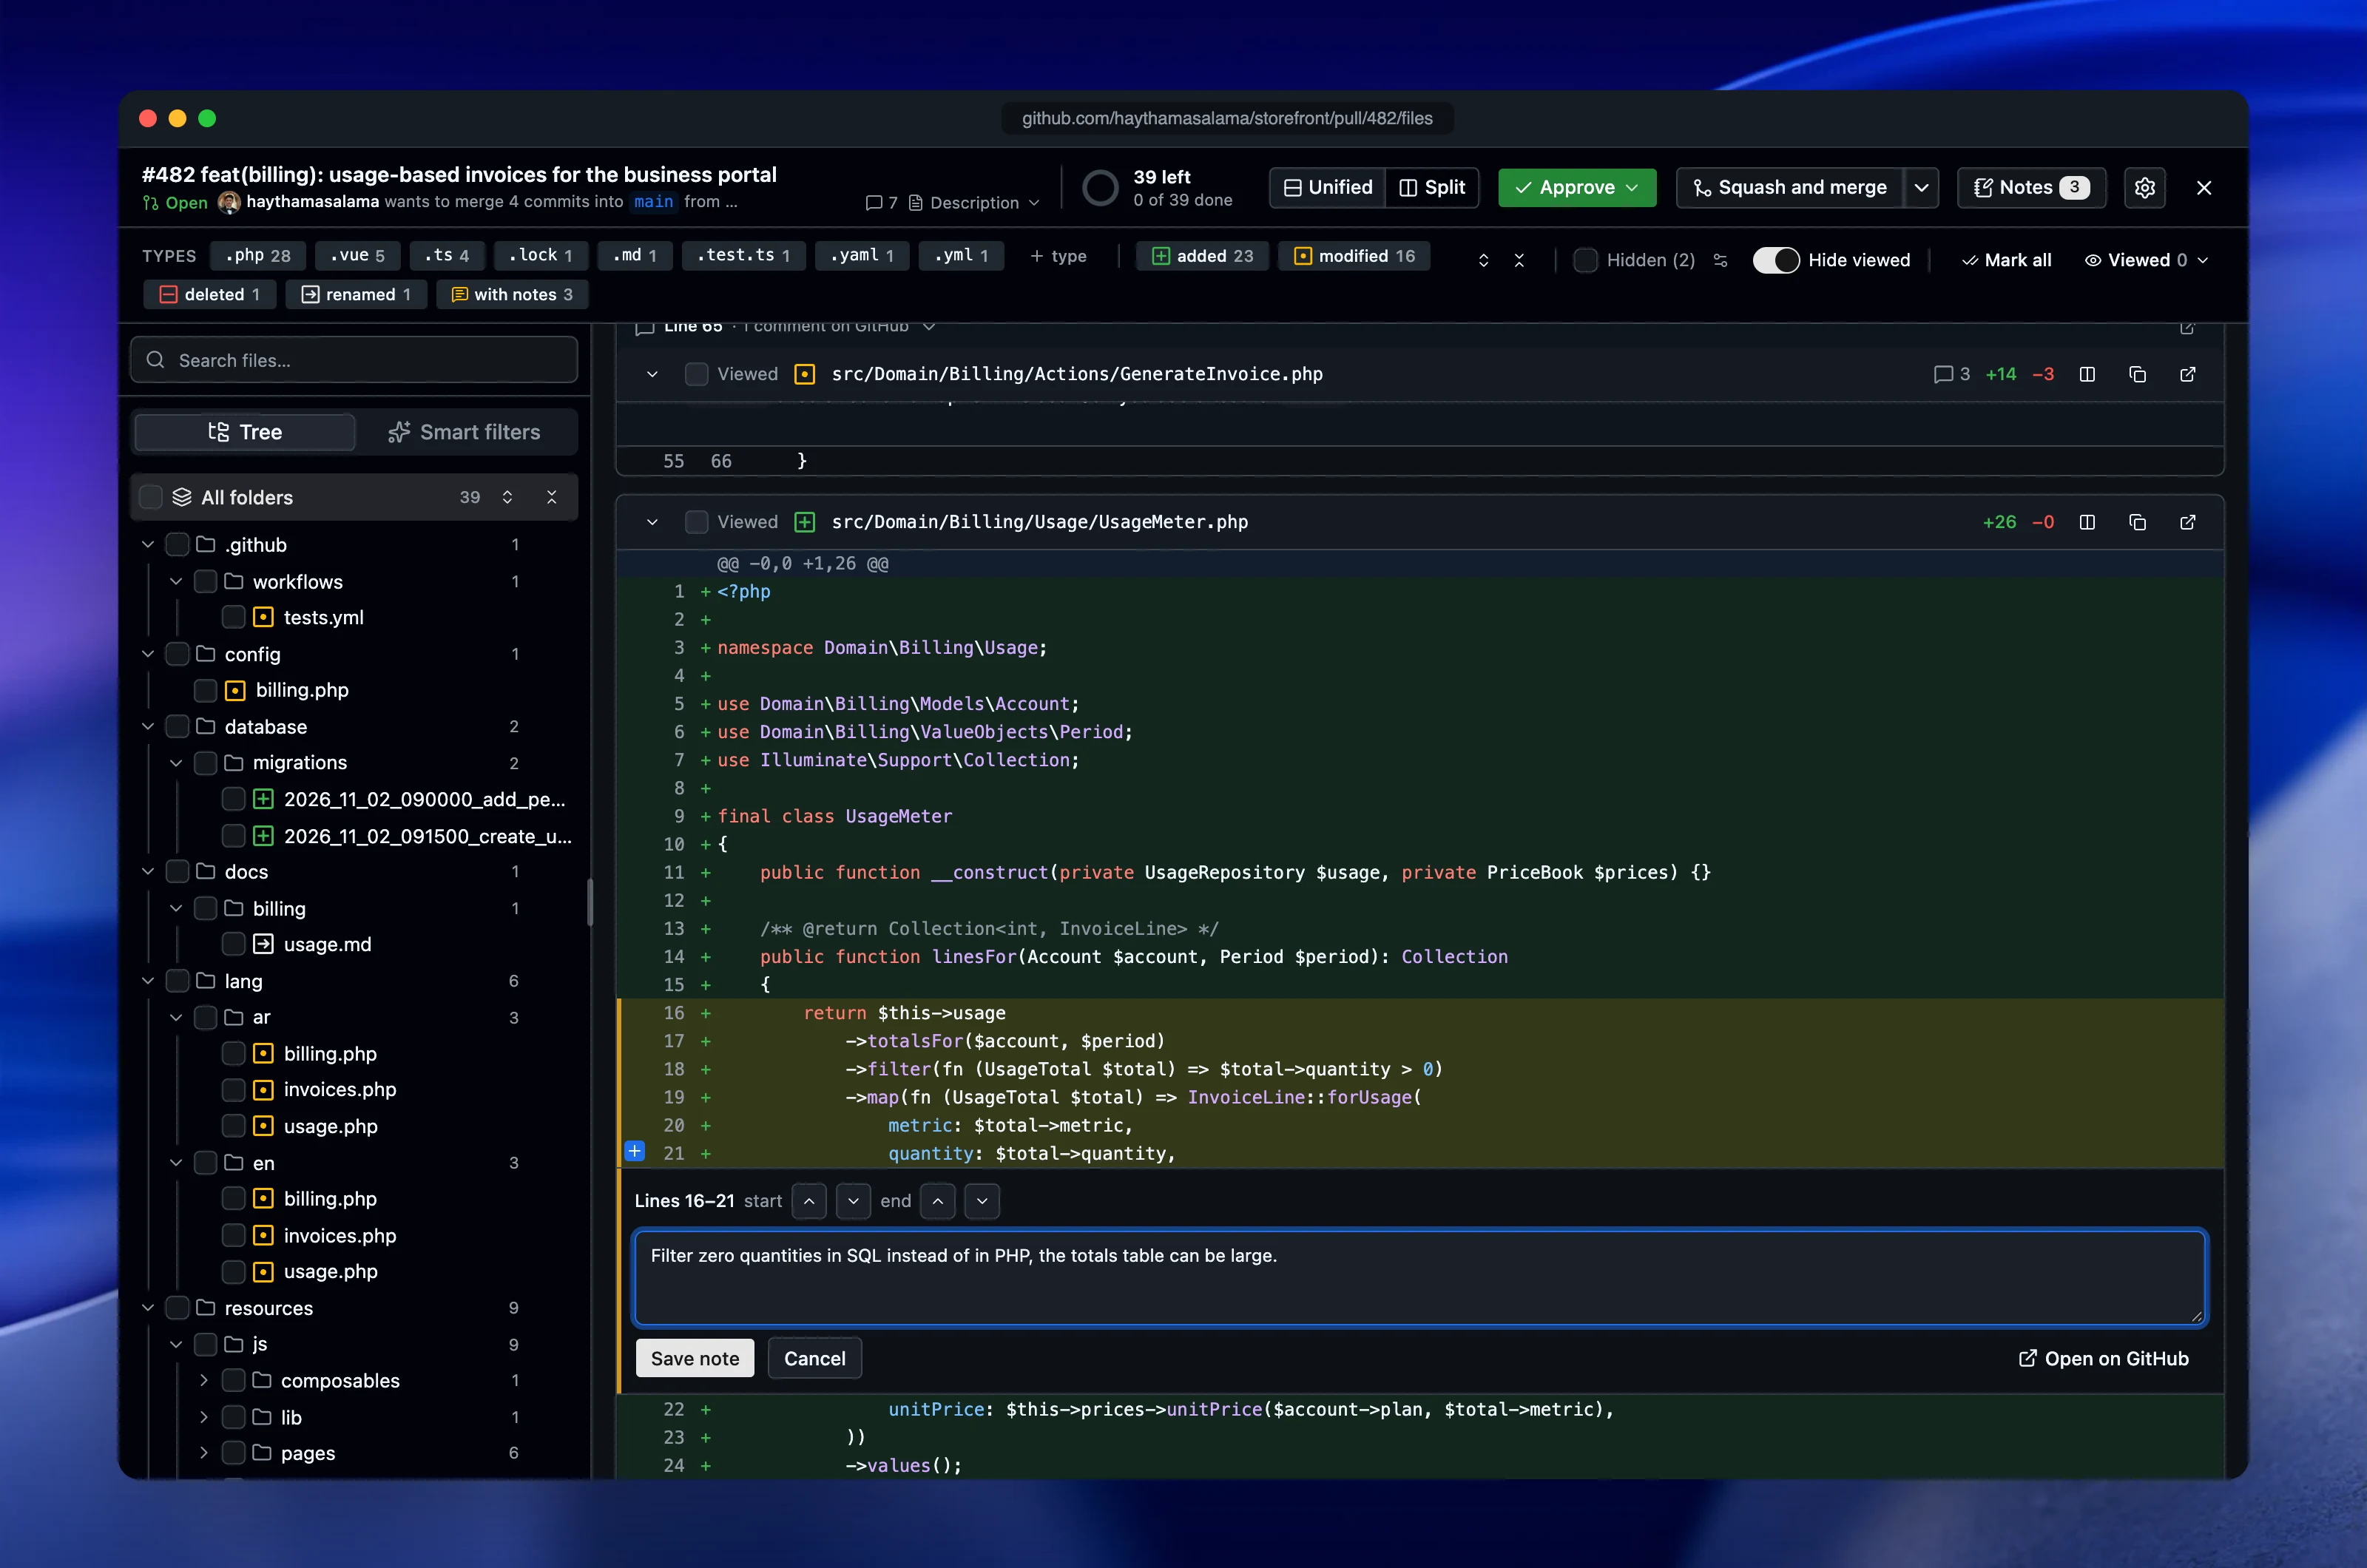 github.com/haythamasalama/storefront/pull/482/files
#482 feat(billing): usage-based invoices for the business portal
Open haythamasalama wants to merge 4 commits into main from ...
7 Description
39 left
0 of 39 done
Unified Split
Approve
Squash and merge
Notes 3
TYPES .php 28 .vue 5 .ts 4 .lock 1 .md 1 .test.ts 1 .yaml 1 .yml 1 + type
added 23 modified 16
Hidden (2) Hide viewed Mark all Viewed 0
deleted 1 renamed 1 with notes 3
Search files...
Tree Smart filters
All folders 39
.github 1
workflows 1
tests.yml
config 1
billing.php
database 2
migrations 2
2026_11_02_090000_add_pe...
2026_11_02_091500_create_u...
docs 1
billing 1
usage.md
lang 6
ar 3
billing.php
invoices.php
usage.php
en 3
billing.php
invoices.php
usage.php
resources 9
js 9
composables 1
lib 1
pages 6
Line 65 · 1 comment on GitHub
Viewed src/Domain/Billing/Actions/GenerateInvoice.php 3 +14 −3
55 66 }
Viewed src/Domain/Billing/Usage/UsageMeter.php +26 −0
@@ −0,0 +1,26 @@
1 +<?php
2 +
3 +namespace Domain\Billing\Usage;
4 +
5 +use Domain\Billing\Models\Account;
6 +use Domain\Billing\ValueObjects\Period;
7 +use Illuminate\Support\Collection;
8 +
9 +final class UsageMeter
10 +{
11 + public function __construct(private UsageRepository $usage, private PriceBook $prices) {}
12 +
13 + /** @return Collection<int, InvoiceLine> */
14 + public function linesFor(Account $account, Period $period): Collection
15 + {
16 + return $this->usage
17 + ->totalsFor($account, $period)
18 + ->filter(fn (UsageTotal $total) => $total->quantity > 0)
19 + ->map(fn (UsageTotal $total) => InvoiceLine::forUsage(
20 + metric: $total->metric,
21 + quantity: $total->quantity,
Lines 16–21 start end
Filter zero quantities in SQL instead of in PHP, the totals table can be large.
Save note Cancel Open on GitHub
22 + unitPrice: $this->prices->unitPrice($account->plan, $total->metric),
23 + ))
24 + ->values();